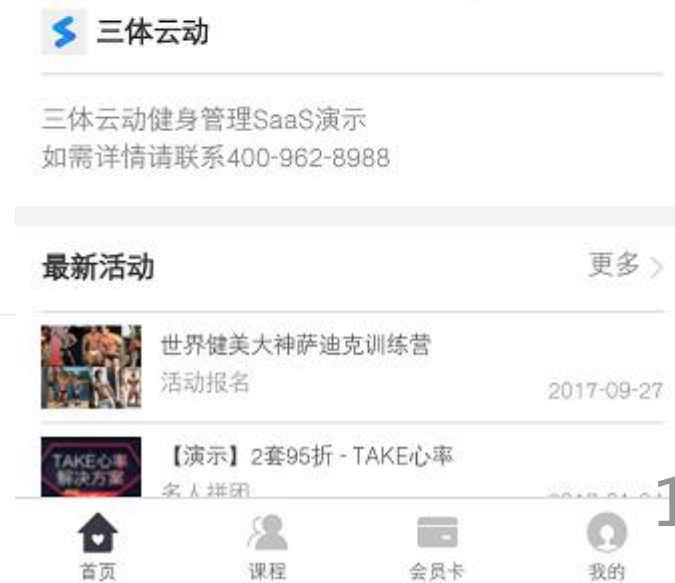 三体云动
三体云动健身管理SaaS演示
如需详情请联系400-962-8988
最新活动
更多
世界健美大神萨迪克训练营
活动报名
2017-09-27
TAKE心率
解决方案
【演示】2套95折 - TAKE心率
多人拼团
首页
课程
会员卡
我的